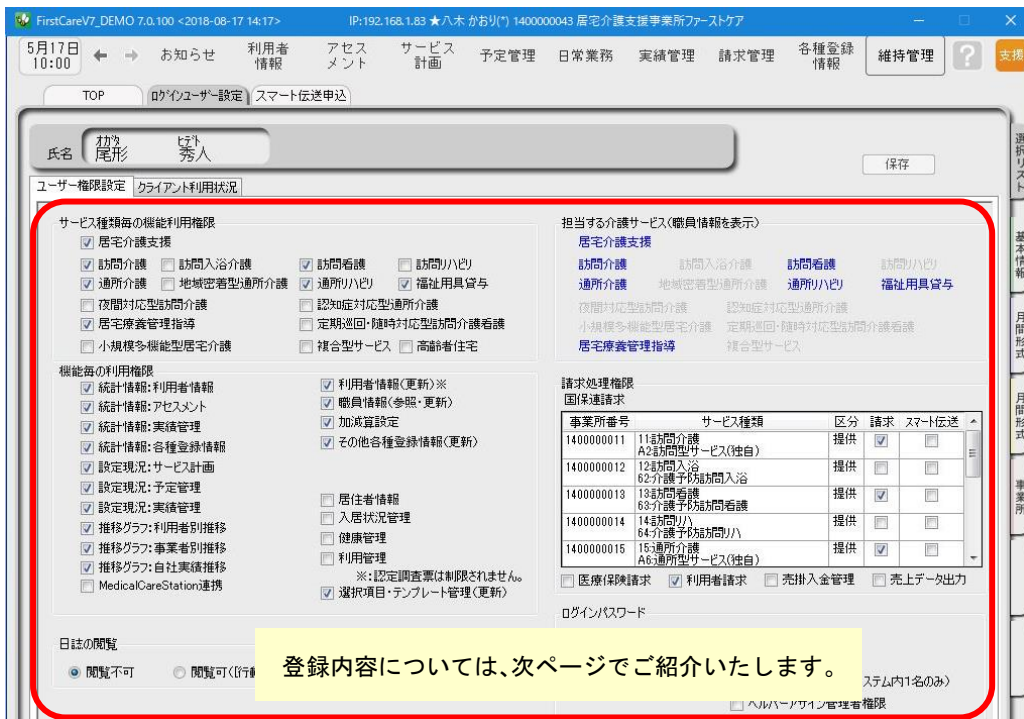 FirstCareV7_DEMO 7.0.100 <2018-08-17 14:17> IP:192.168.1.83 ★八木 かおり(*) 1400000043 居宅介護支援事業所ファーストケア
5月17日
10:00
お知らせ
利用者
情報
アセス
メント
サービス
計画
予定管理
日常業務
実績管理
請求管理
各種登録
情報
維持管理
?
支援
TOP
ログインユーザー設定
スマート伝送申込
オガタ ヒデト
氏名 尾形 秀人
保存
ユーザー権限設定 クライアント利用状況
サービス種類毎の機能利用権限
居宅介護支援
訪問介護 訪問入浴介護 訪問看護 訪問リハビリ
通所介護 地域密着型通所介護 通所リハビリ 福祉用具貸与
夜間対応型訪問介護 認知症対応型通所介護
居宅療養管理指導 定期巡回・随時対応型訪問介護看護
小規模多機能型居宅介護 複合型サービス 高齢者住宅
担当する介護サービス(職員情報を表示)
居宅介護支援
訪問介護 訪問入浴介護 訪問看護 訪問リハビリ
通所介護 地域密着型通所介護 通所リハビリ 福祉用具貸与
夜間対応型訪問介護 認知症対応型通所介護
小規模多機能型居宅介護 定期巡回・随時対応型訪問介護看護
居宅療養管理指導 複合型サービス
機能毎の利用権限
統計情報:利用者情報
統計情報:アセスメント
統計情報:実績管理
統計情報:各種登録情報
設定現況:サービス計画
設定現況:予定管理
設定現況:実績管理
推移グラフ:利用者別推移
推移グラフ:事業者別推移
推移グラフ:自社実績推移
MedicalCareStation連携
利用者情報(更新)※
職員情報(参照・更新)
加減算設定
その他各種登録情報(更新)
居住者情報
入居状況管理
健康管理
利用管理
※:認定調査票は制限されません。
選択項目・テンプレート管理(更新)
請求処理権限
国保連請求
事業所番号 サービス種類 区分 請求 スマート伝送
1400000011 11:訪問介護 提供
A2:訪問型サービス(独自)
1400000012 12:訪問入浴 提供
62:介護予防訪問入浴
1400000013 13:訪問看護 提供
63:介護予防訪問看護
1400000014 14:訪問リハ 提供
64:介護予防訪問リハ
1400000015 15:通所介護 提供
A6:通所型サービス(独自)
医療保険請求 利用者請求 売掛入金管理 売上データ出力
ログインパスワード
日誌の閲覧
閲覧不可 閲覧可(「行動
登録内容については、次ページでご紹介いたします。
ステム内1名のみ)
ヘルパーアサイン管理者権限
選択リスト
基本情報
月間形式
月間形式
事業所